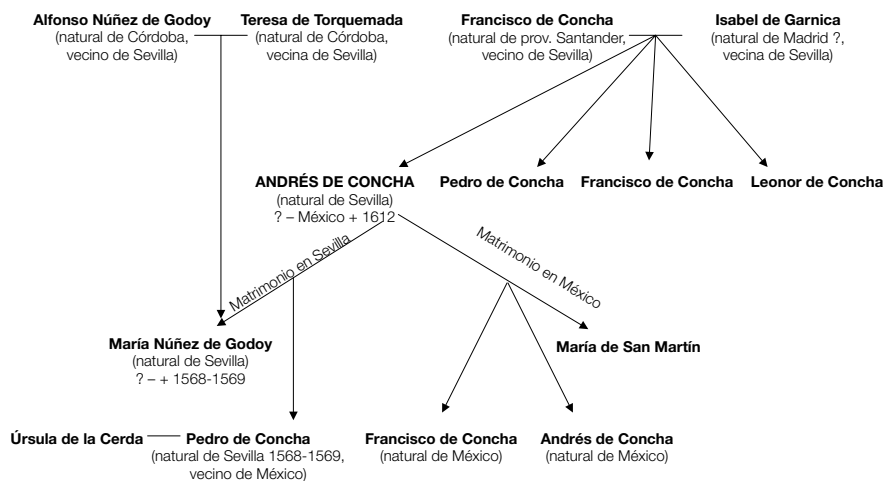 Alfonso Núñez de Godoy
(natural de Córdoba,
vecino de Sevilla)
Teresa de Torquemada
(natural de Córdoba,
vecina de Sevilla)
Francisco de Concha
(natural de prov. Santander,
vecino de Sevilla)
Isabel de Garnica
(natural de Madrid ?,
vecina de Sevilla)
ANDRÉS DE CONCHA
(natural de Sevilla)
? – México + 1612
Pedro de Concha
Francisco de Concha
Leonor de Concha
Matrimonio en Sevilla
Matrimonio en México
María Núñez de Godoy
(natural de Sevilla)
? – + 1568-1569
María de San Martín
Úrsula de la Cerda
Pedro de Concha
(natural de Sevilla 1568-1569,
vecino de México)
Francisco de Concha
(natural de México)
Andrés de Concha
(natural de México)